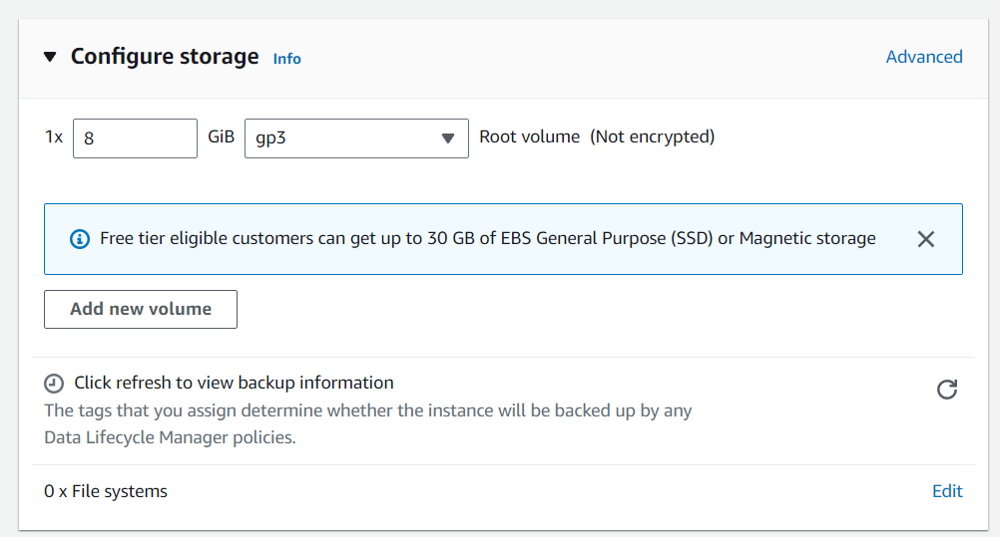 Configure storage Info Advanced
1x 8 GiB gp3 Root volume (Not encrypted)
Free tier eligible customers can get up to 30 GB of EBS General Purpose (SSD) or Magnetic storage
Add new volume
Click refresh to view backup information
The tags that you assign determine whether the instance will be backed up by any
Data Lifecycle Manager policies.
0 x File systems Edit